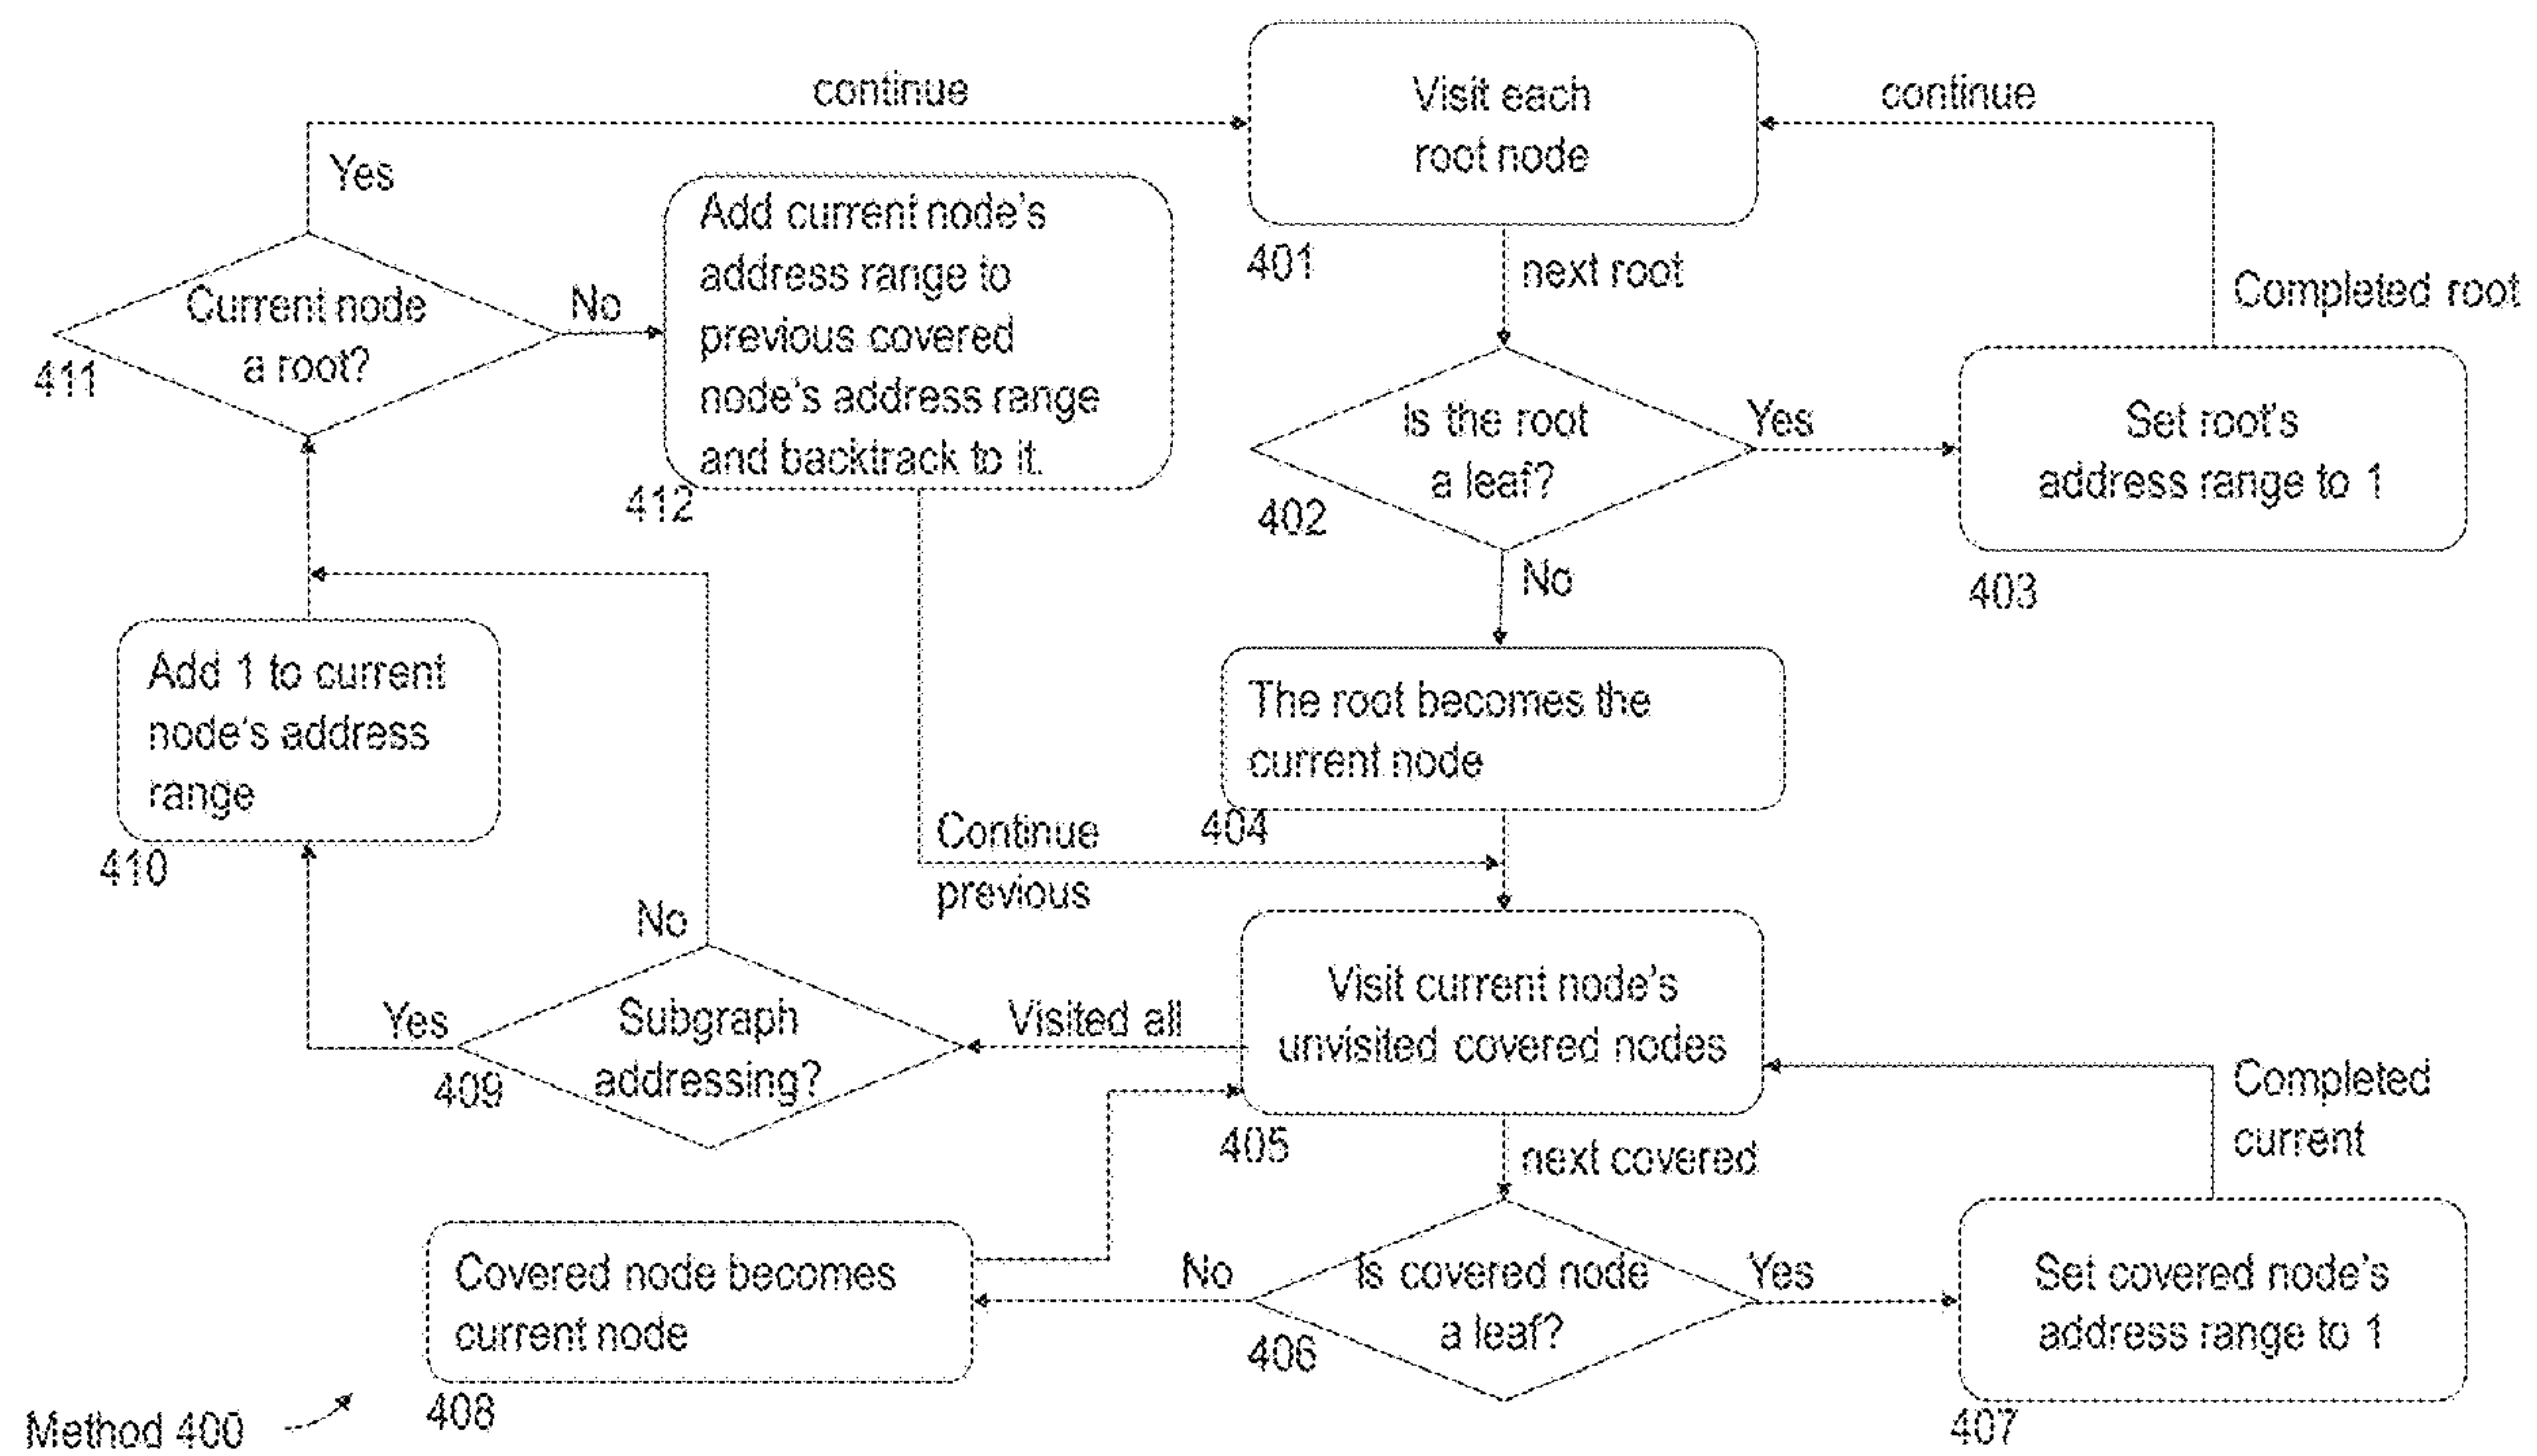 continue
Visit each
root node
continue
Yes
401
next root
Completed root
Add current node's
address range to
previous covered
node's address range
and backtrack to it.
412
Current node
a root?
411
No
Is the root
a leaf?
402
Yes
Set root's
address range to 1
403
No
The root becomes the
current node
404
Add 1 to current
node's address
range
410
Continue
previous
No
Yes
Subgraph
addressing?
409
Visited all
Visit current node's
unvisited covered nodes
405
next covered
Completed
current
Covered node becomes
current node
408
No
Is covered node
a leaf?
406
Yes
Set covered node's
address range to 1
407
Method 400